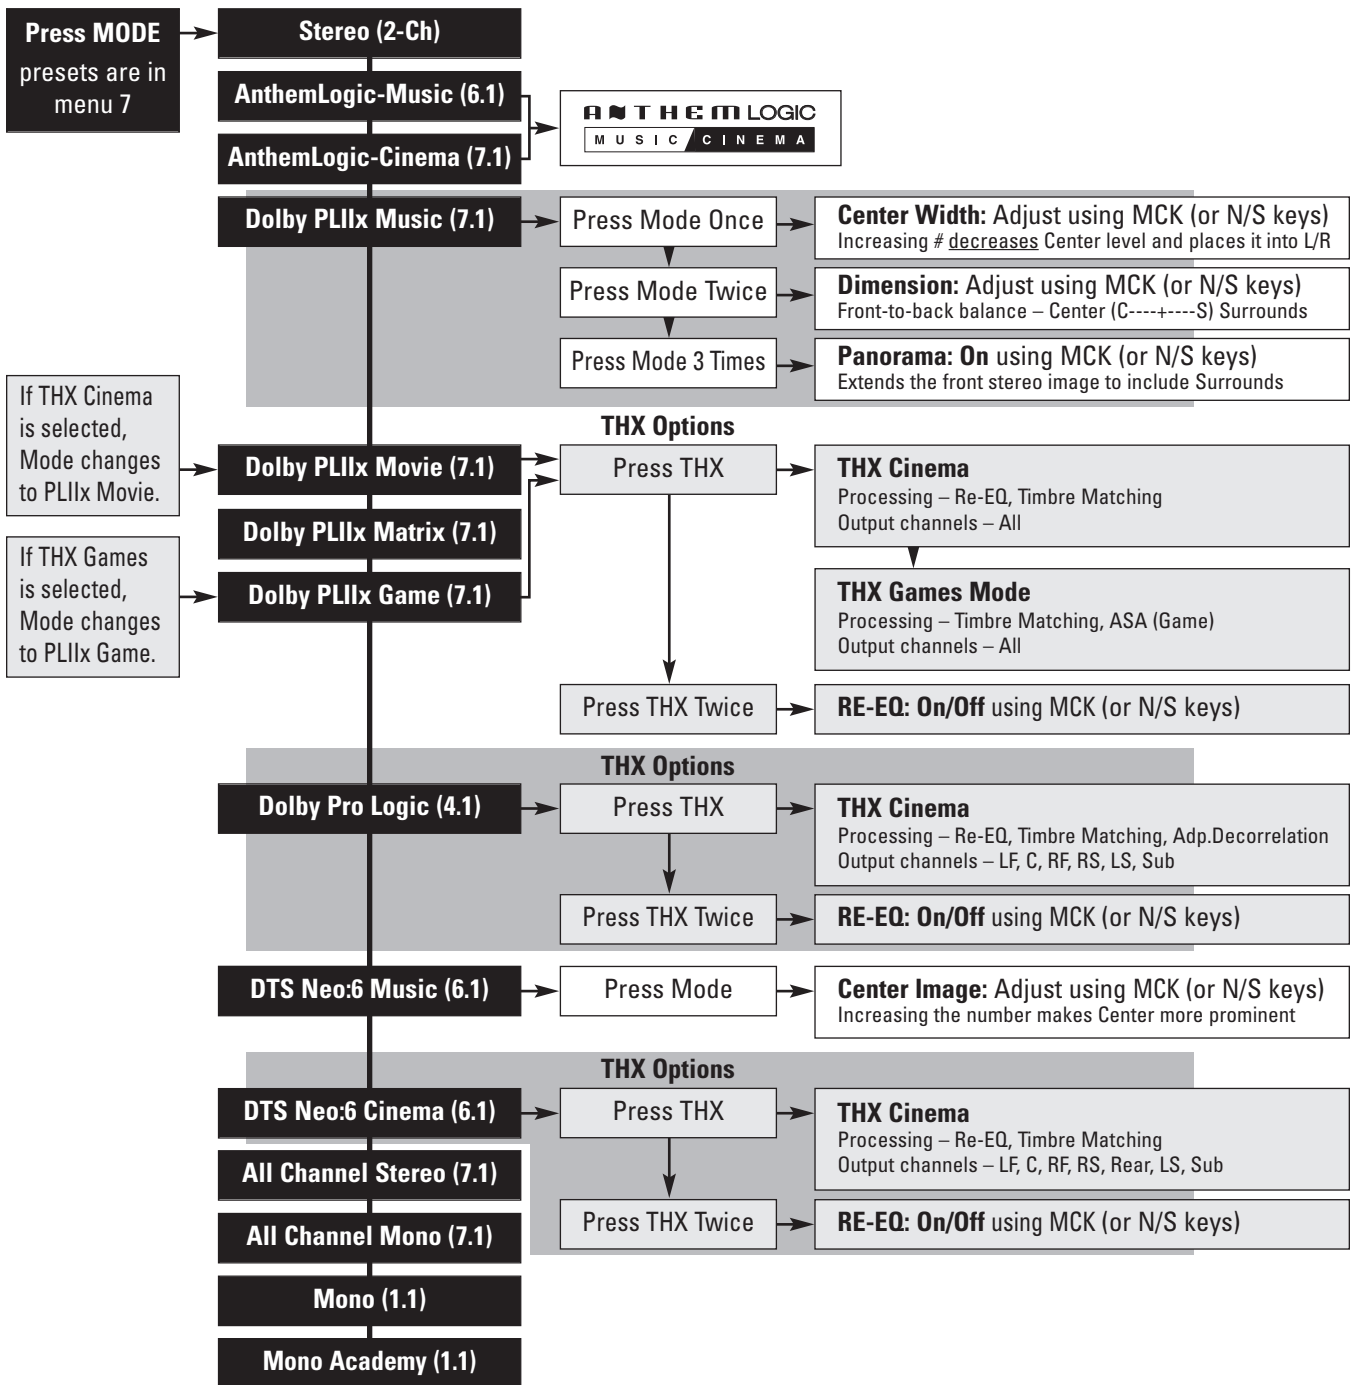 Press MODE
presets are in
menu 7
Stereo (2-Ch)
AnthemLogic-Music (6.1)
AnthemLogic-Cinema (7.1)
ANTHEM LOGIC
MUSIC/CINEMA
Dolby PLIIx Music (7.1)
Press Mode Once
Center Width: Adjust using MCK (or N/S keys)
Increasing # decreases Center level and places it into L/R
Press Mode Twice
Dimension: Adjust using MCK (or N/S keys)
Front-to-back balance – Center (C----+----S) Surrounds
Press Mode 3 Times
Panorama: On using MCK (or N/S keys)
Extends the front stereo image to include Surrounds
If THX Cinema
is selected,
Mode changes
to PLIIx Movie.
THX Options
Dolby PLIIx Movie (7.1)
Press THX
THX Cinema
Processing – Re-EQ, Timbre Matching
Output channels – All
Dolby PLIIx Matrix (7.1)
If THX Games
is selected,
Mode changes
to PLIIx Game.
Dolby PLIIx Game (7.1)
THX Games Mode
Processing – Timbre Matching, ASA (Game)
Output channels – All
Press THX Twice
RE-EQ: On/Off using MCK (or N/S keys)
THX Options
Dolby Pro Logic (4.1)
Press THX
THX Cinema
Processing – Re-EQ, Timbre Matching, Adp.Decorrelation
Output channels – LF, C, RF, RS, LS, Sub
Press THX Twice
RE-EQ: On/Off using MCK (or N/S keys)
DTS Neo:6 Music (6.1)
Press Mode
Center Image: Adjust using MCK (or N/S keys)
Increasing the number makes Center more prominent
THX Options
DTS Neo:6 Cinema (6.1)
Press THX
THX Cinema
Processing – Re-EQ, Timbre Matching
Output channels – LF, C, RF, RS, Rear, LS, Sub
All Channel Stereo (7.1)
Press THX Twice
RE-EQ: On/Off using MCK (or N/S keys)
All Channel Mono (7.1)
Mono (1.1)
Mono Academy (1.1)